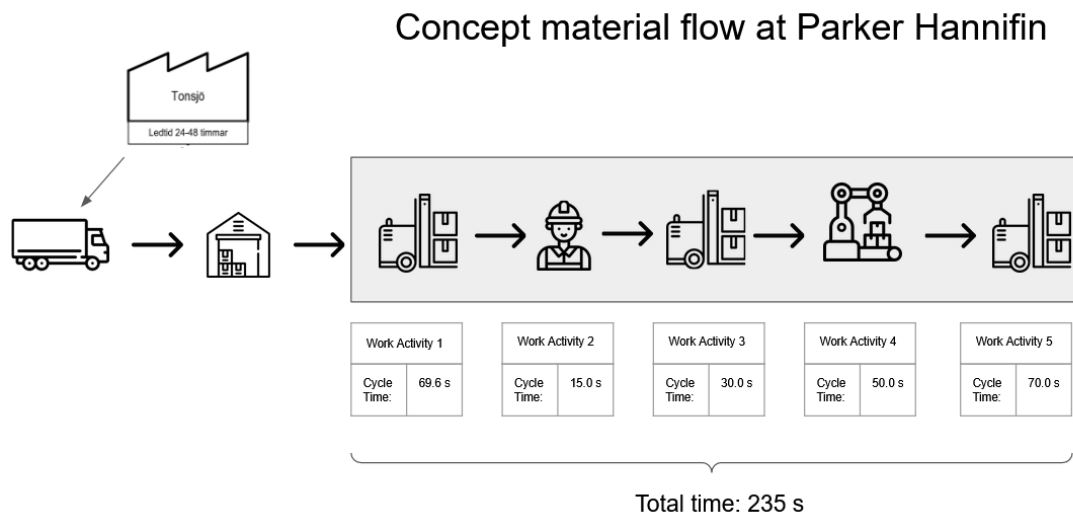 Concept material flow at Parker Hannifin
Tonsjö
Ledtid 24-48 timmar
Work Activity 1
Cycle Time: 69.6 s
Work Activity 2
Cycle Time: 15.0 s
Work Activity 3
Cycle Time: 30.0 s
Work Activity 4
Cycle Time: 50.0 s
Work Activity 5
Cycle Time: 70.0 s
Total time: 235 s